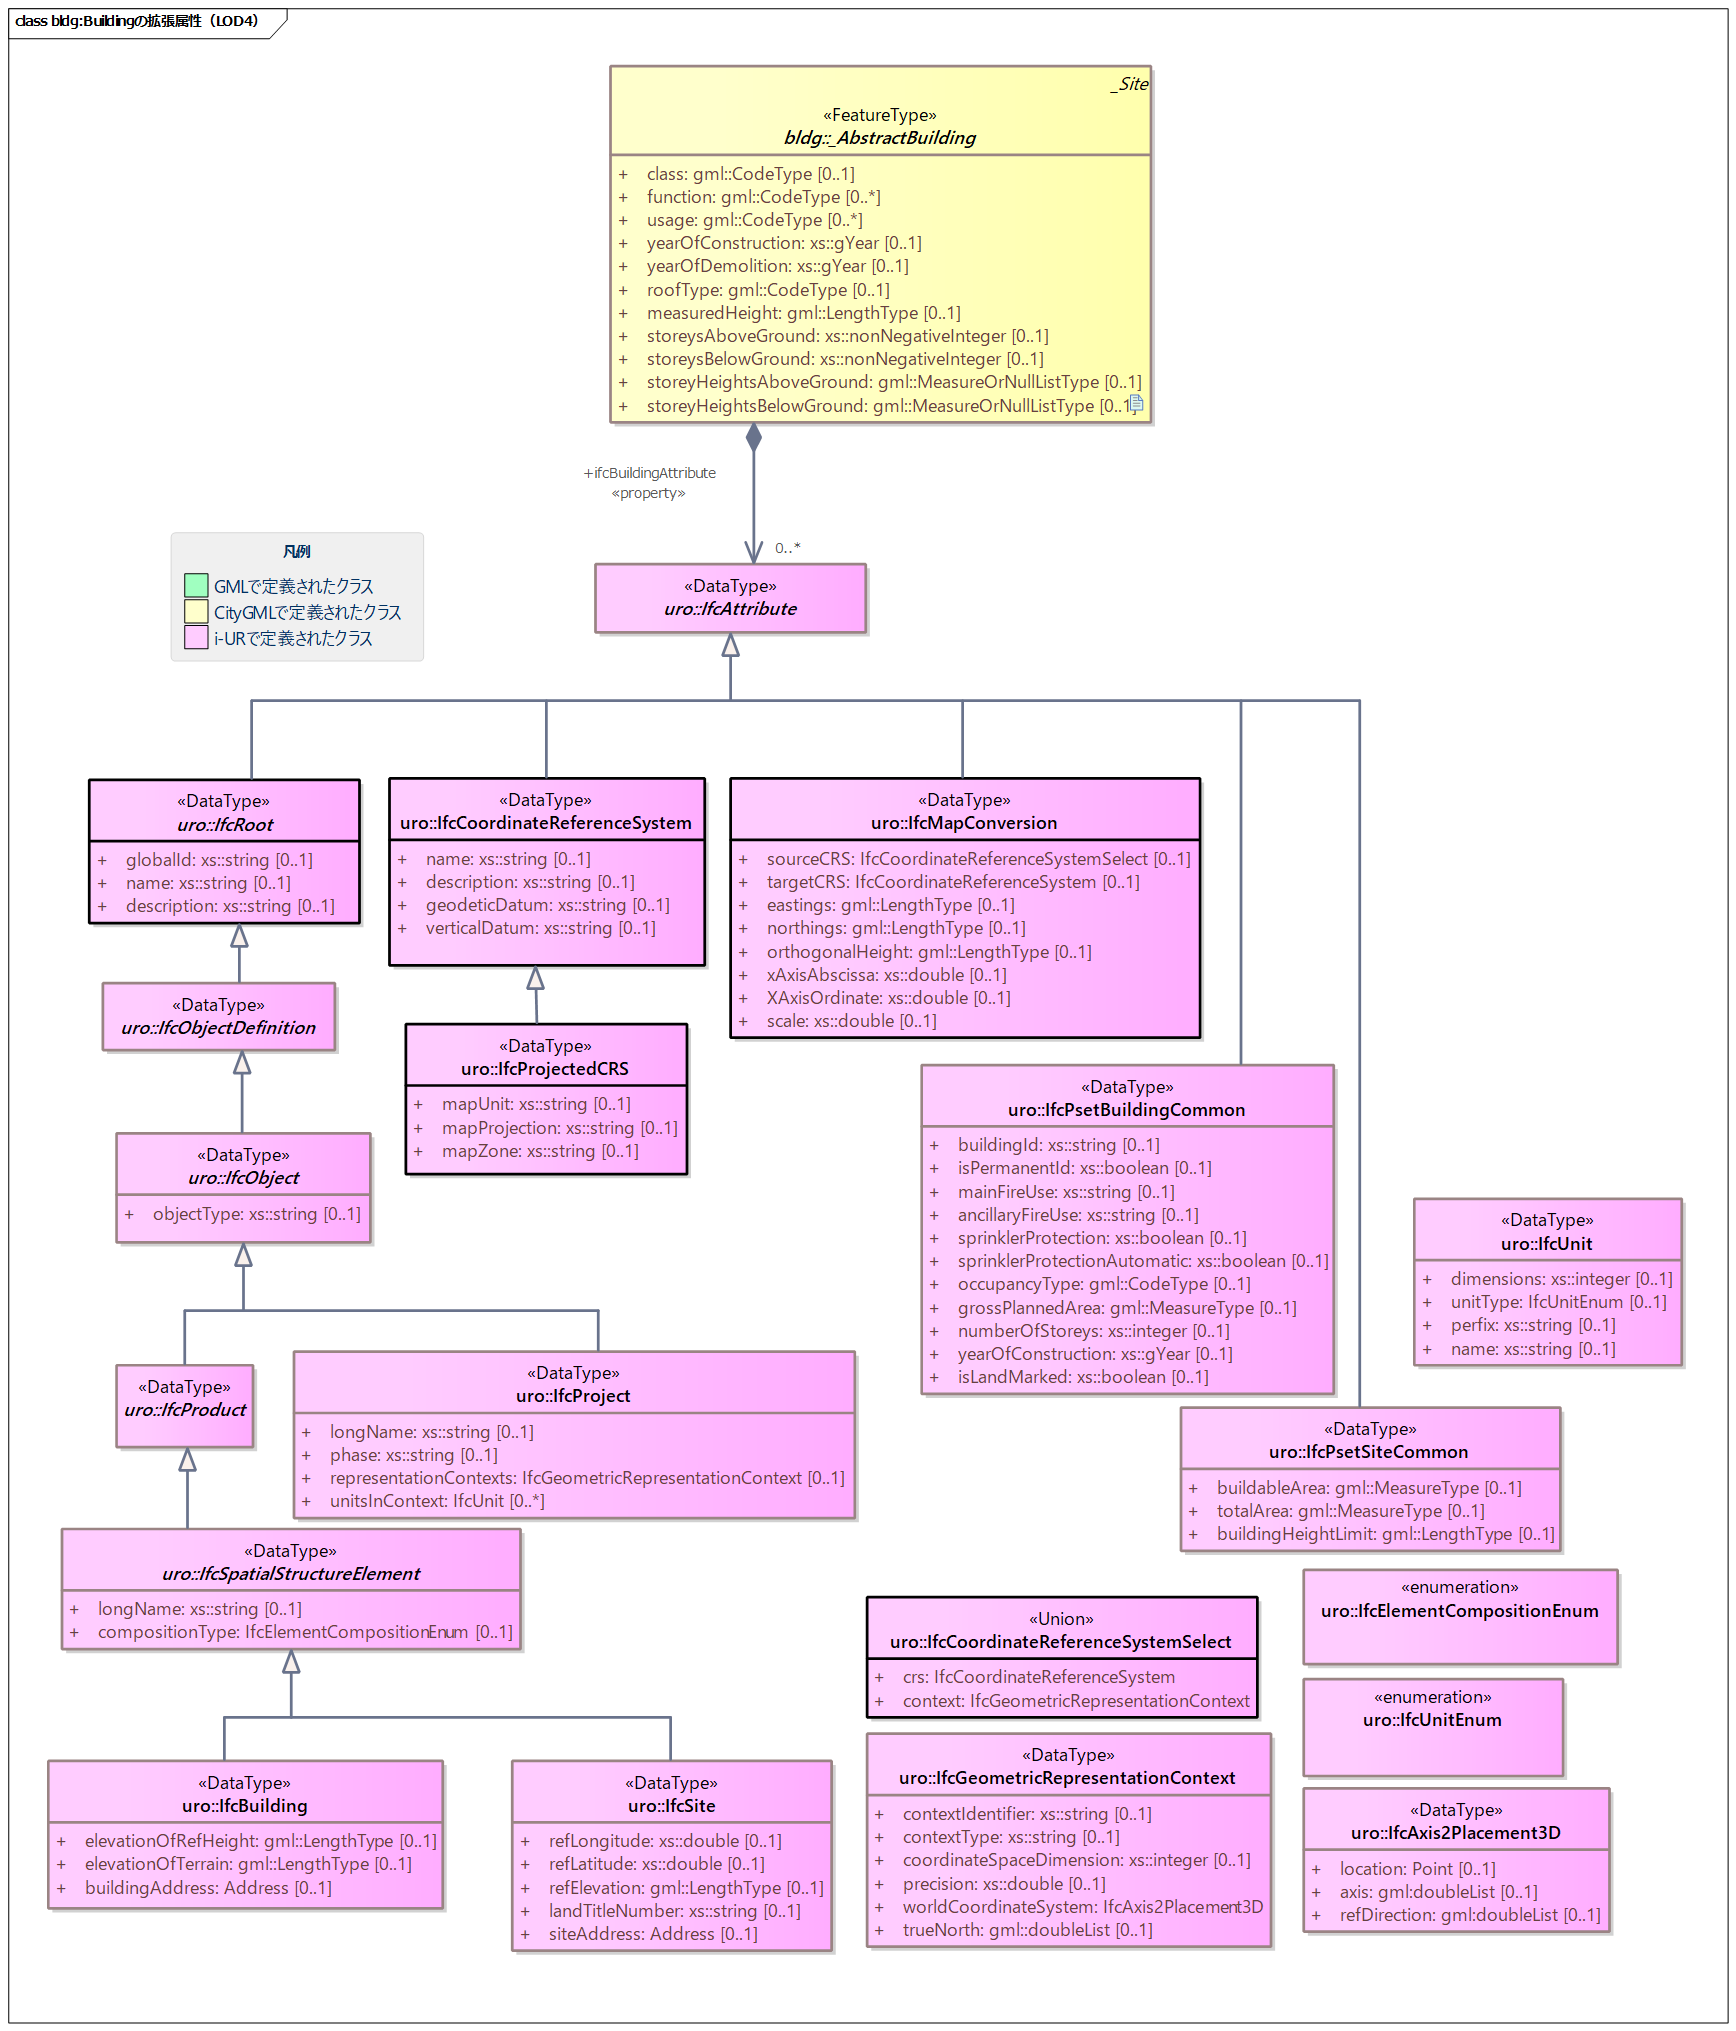 class bldg:Buildingの拡張属性（LOD4）
_Site
«FeatureType»
bldg::_AbstractBuilding
+ class: gml::CodeType [0..1]
+ function: gml::CodeType [0..*]
+ usage: gml::CodeType [0..*]
+ yearOfConstruction: xs::gYear [0..1]
+ yearOfDemolition: xs::gYear [0..1]
+ roofType: gml::CodeType [0..1]
+ measuredHeight: gml::LengthType [0..1]
+ storeysAboveGround: xs::nonNegativeInteger [0..1]
+ storeysBelowGround: xs::nonNegativeInteger [0..1]
+ storeyHeightsAboveGround: gml::MeasureOrNullListType [0..1]
+ storeyHeightsBelowGround: gml::MeasureOrNullListType [0..1]
+ifcBuildingAttribute
«property»
0..*
凡例
GMLで定義されたクラス
CityGMLで定義されたクラス
i-URで定義されたクラス
«DataType»
uro::IfcAttribute
«DataType»
uro::IfcRoot
+ globalId: xs::string [0..1]
+ name: xs::string [0..1]
+ description: xs::string [0..1]
«DataType»
uro::IfcCoordinateReferenceSystem
+ name: xs::string [0..1]
+ description: xs::string [0..1]
+ geodeticDatum: xs::string [0..1]
+ verticalDatum: xs::string [0..1]
«DataType»
uro::IfcMapConversion
+ sourceCRS: IfcCoordinateReferenceSystemSelect [0..1]
+ targetCRS: IfcCoordinateReferenceSystem [0..1]
+ eastings: gml::LengthType [0..1]
+ northings: gml::LengthType [0..1]
+ orthogonalHeight: gml::LengthType [0..1]
+ xAxisAbscissa: xs::double [0..1]
+ XAxisOrdinate: xs::double [0..1]
+ scale: xs::double [0..1]
«DataType»
uro::IfcObjectDefinition
«DataType»
uro::IfcProjectedCRS
+ mapUnit: xs::string [0..1]
+ mapProjection: xs::string [0..1]
+ mapZone: xs::string [0..1]
«DataType»
uro::IfcPsetBuildingCommon
+ buildingId: xs::string [0..1]
+ isPermanentId: xs::boolean [0..1]
+ mainFireUse: xs::string [0..1]
+ ancillaryFireUse: xs::string [0..1]
+ sprinklerProtection: xs::boolean [0..1]
+ sprinklerProtectionAutomatic: xs::boolean [0..1]
+ occupancyType: gml::CodeType [0..1]
+ grossPlannedArea: gml::MeasureType [0..1]
+ numberOfStoreys: xs::integer [0..1]
+ yearOfConstruction: xs::gYear [0..1]
+ isLandMarked: xs::boolean [0..1]
«DataType»
uro::IfcObject
+ objectType: xs::string [0..1]
«DataType»
uro::IfcUnit
+ dimensions: xs::integer [0..1]
+ unitType: IfcUnitEnum [0..1]
+ perfix: xs::string [0..1]
+ name: xs::string [0..1]
«DataType»
uro::IfcProduct
«DataType»
uro::IfcProject
+ longName: xs::string [0..1]
+ phase: xs::string [0..1]
+ representationContexts: IfcGeometricRepresentationContext [0..1]
+ unitsInContext: IfcUnit [0..*]
«DataType»
uro::IfcPsetSiteCommon
+ buildableArea: gml::MeasureType [0..1]
+ totalArea: gml::MeasureType [0..1]
+ buildingHeightLimit: gml::LengthType [0..1]
«DataType»
uro::IfcSpatialStructureElement
+ longName: xs::string [0..1]
+ compositionType: IfcElementCompositionEnum [0..1]
«enumeration»
uro::IfcElementCompositionEnum
«Union»
uro::IfcCoordinateReferenceSystemSelect
+ crs: IfcCoordinateReferenceSystem
+ context: IfcGeometricRepresentationContext
«enumeration»
uro::IfcUnitEnum
«DataType»
uro::IfcBuilding
+ elevationOfRefHeight: gml::LengthType [0..1]
+ elevationOfTerrain: gml::LengthType [0..1]
+ buildingAddress: Address [0..1]
«DataType»
uro::IfcSite
+ refLongitude: xs::double [0..1]
+ refLatitude: xs::double [0..1]
+ refElevation: gml::LengthType [0..1]
+ landTitleNumber: xs::string [0..1]
+ siteAddress: Address [0..1]
«DataType»
uro::IfcGeometricRepresentationContext
+ contextIdentifier: xs::string [0..1]
+ contextType: xs::string [0..1]
+ coordinateSpaceDimension: xs::integer [0..1]
+ precision: xs::double [0..1]
+ worldCoordinateSystem: IfcAxis2Placement3D
+ trueNorth: gml::doubleList [0..1]
«DataType»
uro::IfcAxis2Placement3D
+ location: Point [0..1]
+ axis: gml:doubleList [0..1]
+ refDirection: gml:doubleList [0..1]